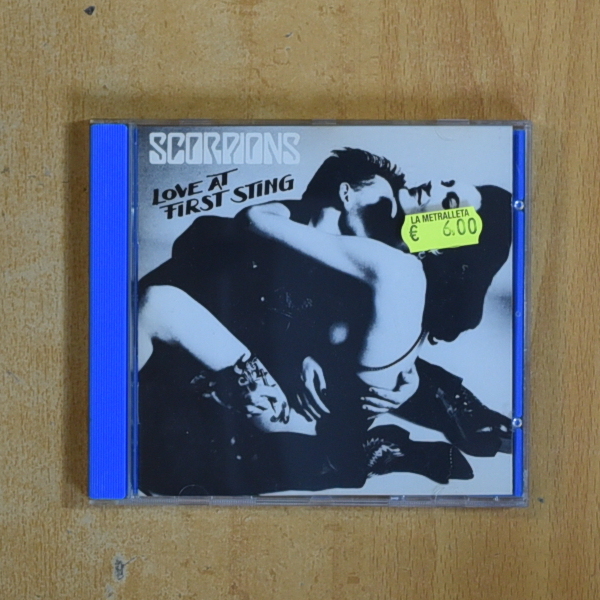 SCORPIONS
LOVE AT
FIRST STING
LA METRALLETA
€ 6.00